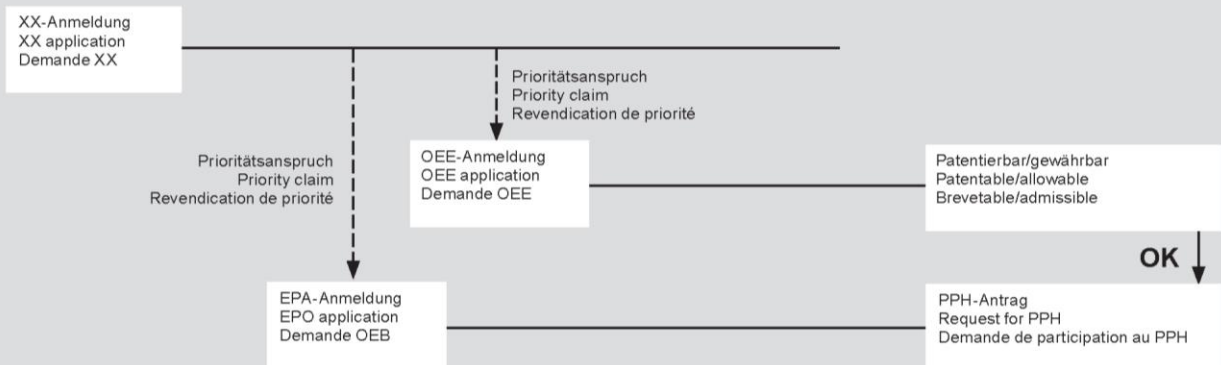 XX-Anmeldung
XX application
Demande XX
Prioritätsanspruch
Priority claim
Revendication de priorité
Prioritätsanspruch
Priority claim
Revendication de priorité
OEE-Anmeldung
OEE application
Demande OEE
Patentierbar/gewährbar
Patentable/allowable
Brevetable/admissible
OK
EPA-Anmeldung
EPO application
Demande OEB
PPH-Antrag
Request for PPH
Demande de participation au PPH